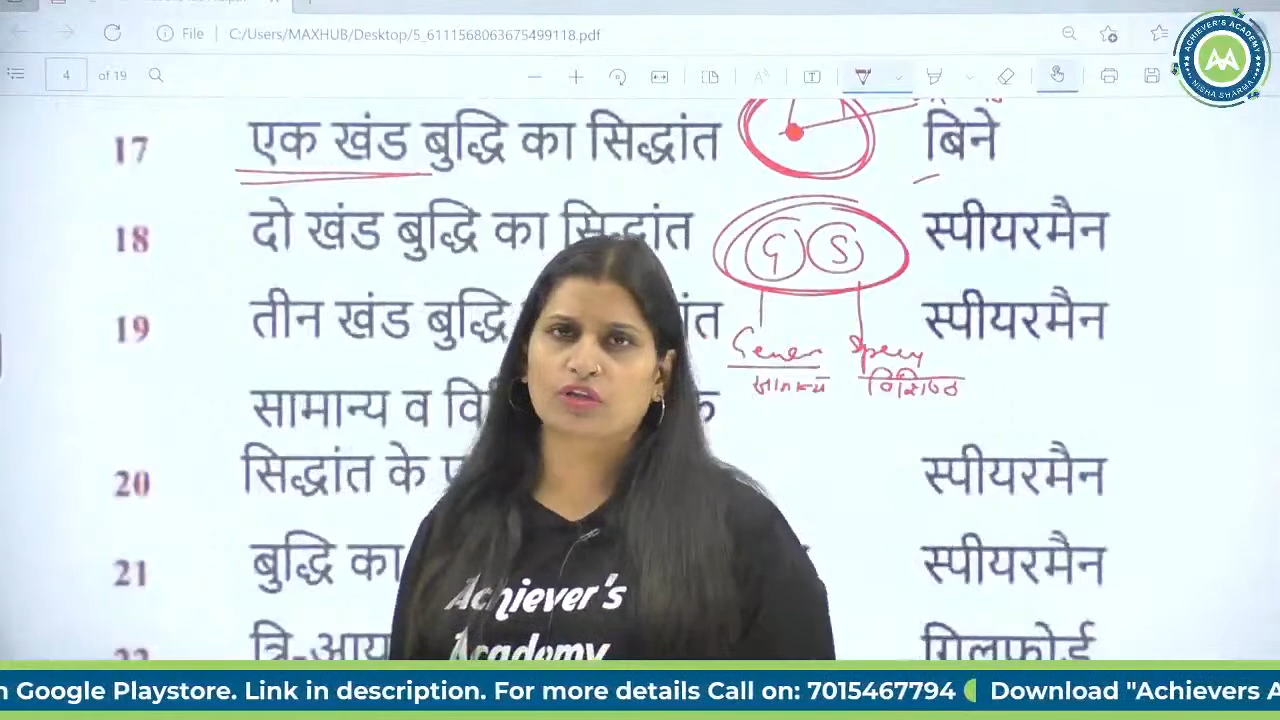 File C:/Users/MAXHUB/Desktop/5_6111568063675499118.pdf
4 of 19
ACHIEVER'S ACADEMY
NISHA SHARMA
17 एक खंड बुद्धि का सिद्धांत बिने
18 दो खंड बुद्धि का सिद्धांत G S स्पीयरमैन
19 तीन खंड बुद्धि ांत स्पीयरमैन
सामान्य व वि क
20 सिद्धांत के स्पीयरमैन
21 बुद्धि का स्पीयरमैन
22 त्रि-आय गिलफोर्ड
Achiever's
Academy
n Google Playstore. Link in description. For more details Call on: 7015467794 Download "Achievers A